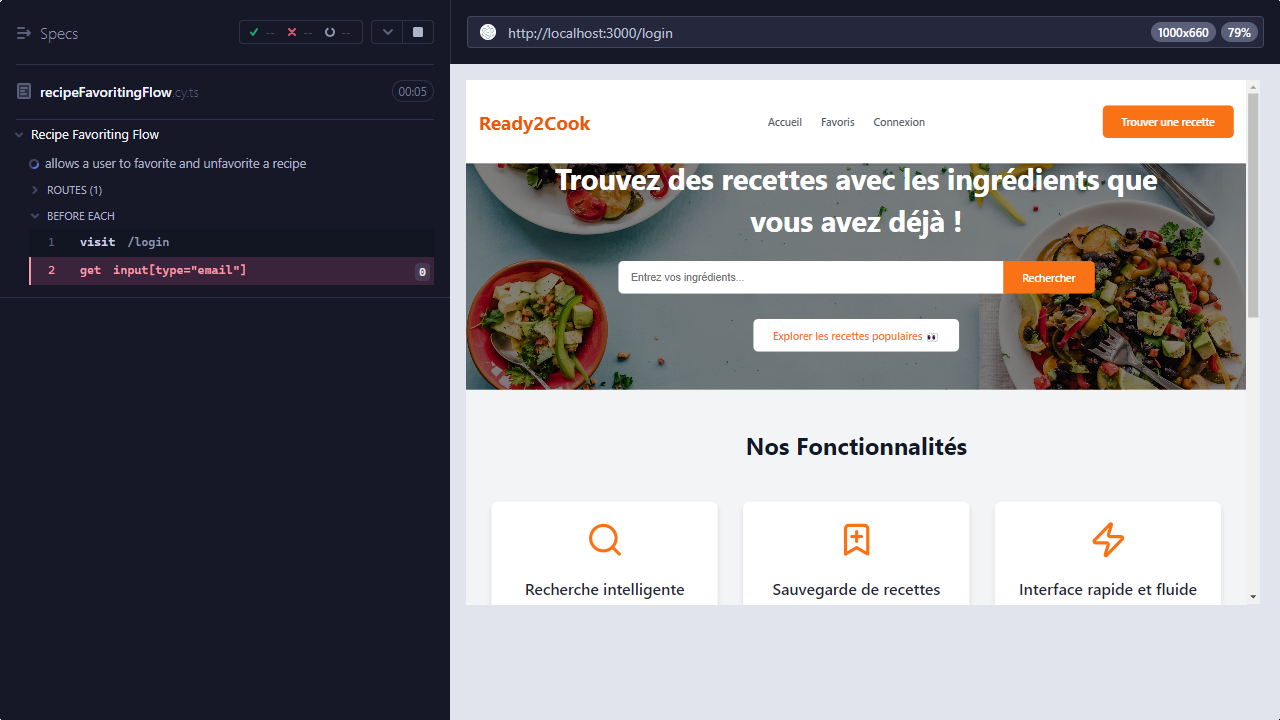 Specs
-- -- --
recipeFavoritingFlow.cy.ts 00:05
Recipe Favoriting Flow
allows a user to favorite and unfavorite a recipe
ROUTES (1)
BEFORE EACH
1 visit /login
2 get input[type="email"] 0
http://localhost:3000/login 1000x660 79%
Ready2Cook Accueil Favoris Connexion Trouver une recette
Trouvez des recettes avec les ingrédients que
vous avez déjà !
Entrez vos ingrédients... Rechercher
Explorer les recettes populaires 👀
Nos Fonctionnalités
Recherche intelligente Sauvegarde de recettes Interface rapide et fluide